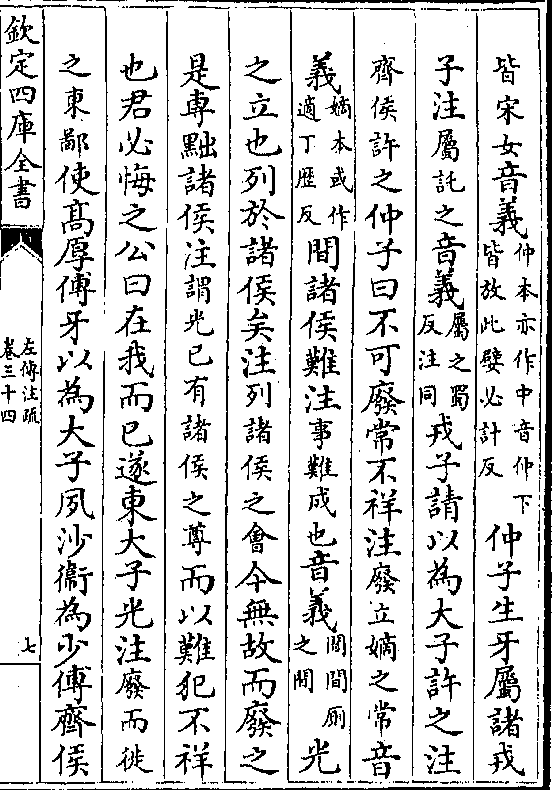 皆宋女音義仲本亦作中音仲下皆放此嬖必計反仲子生牙屬諸戎
子注屬託之音義屬之蜀反注同戎子請以為大子許之注
齊侯許之仲子曰不可廢常不祥注廢立嫡之常音
義嫡本或作適丁歷反間諸侯難注事難成也音義間間厠之間光
之立也列於諸侯矣注列諸侯之會今無故而廢之
是專黜諸侯注謂光已有諸侯之尊而以難犯不祥
也君必悔之公曰在我而已遂東大子光注廢而徙
之東鄙使髙厚傅牙以為大子夙沙衞為少傅齊侯
欽定四庫全書
左傳注疏
卷三十四
七